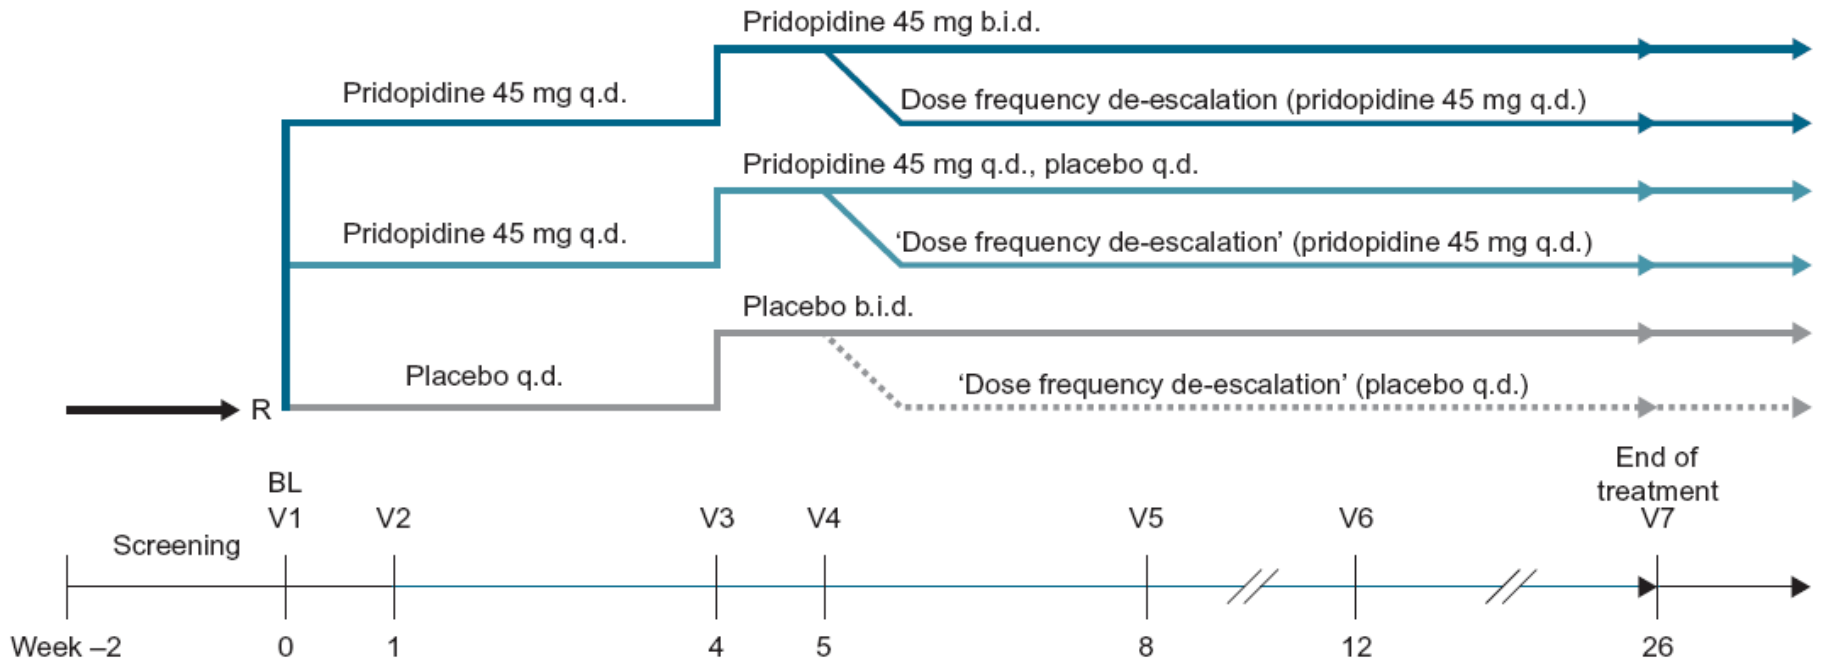 Pridopidine 45 mg b.i.d.
Pridopidine 45 mg q.d.
Dose frequency de-escalation (pridopidine 45 mg q.d.)
Pridopidine 45 mg q.d., placebo q.d.
Pridopidine 45 mg q.d.
‘Dose frequency de-escalation’ (pridopidine 45 mg q.d.)
Placebo b.i.d.
Placebo q.d.
‘Dose frequency de-escalation’ (placebo q.d.)
R
End of
treatment
BL
V1 V2 V3 V4 V5 V6 V7
Screening
Week –2 0 1 4 5 8 12 26